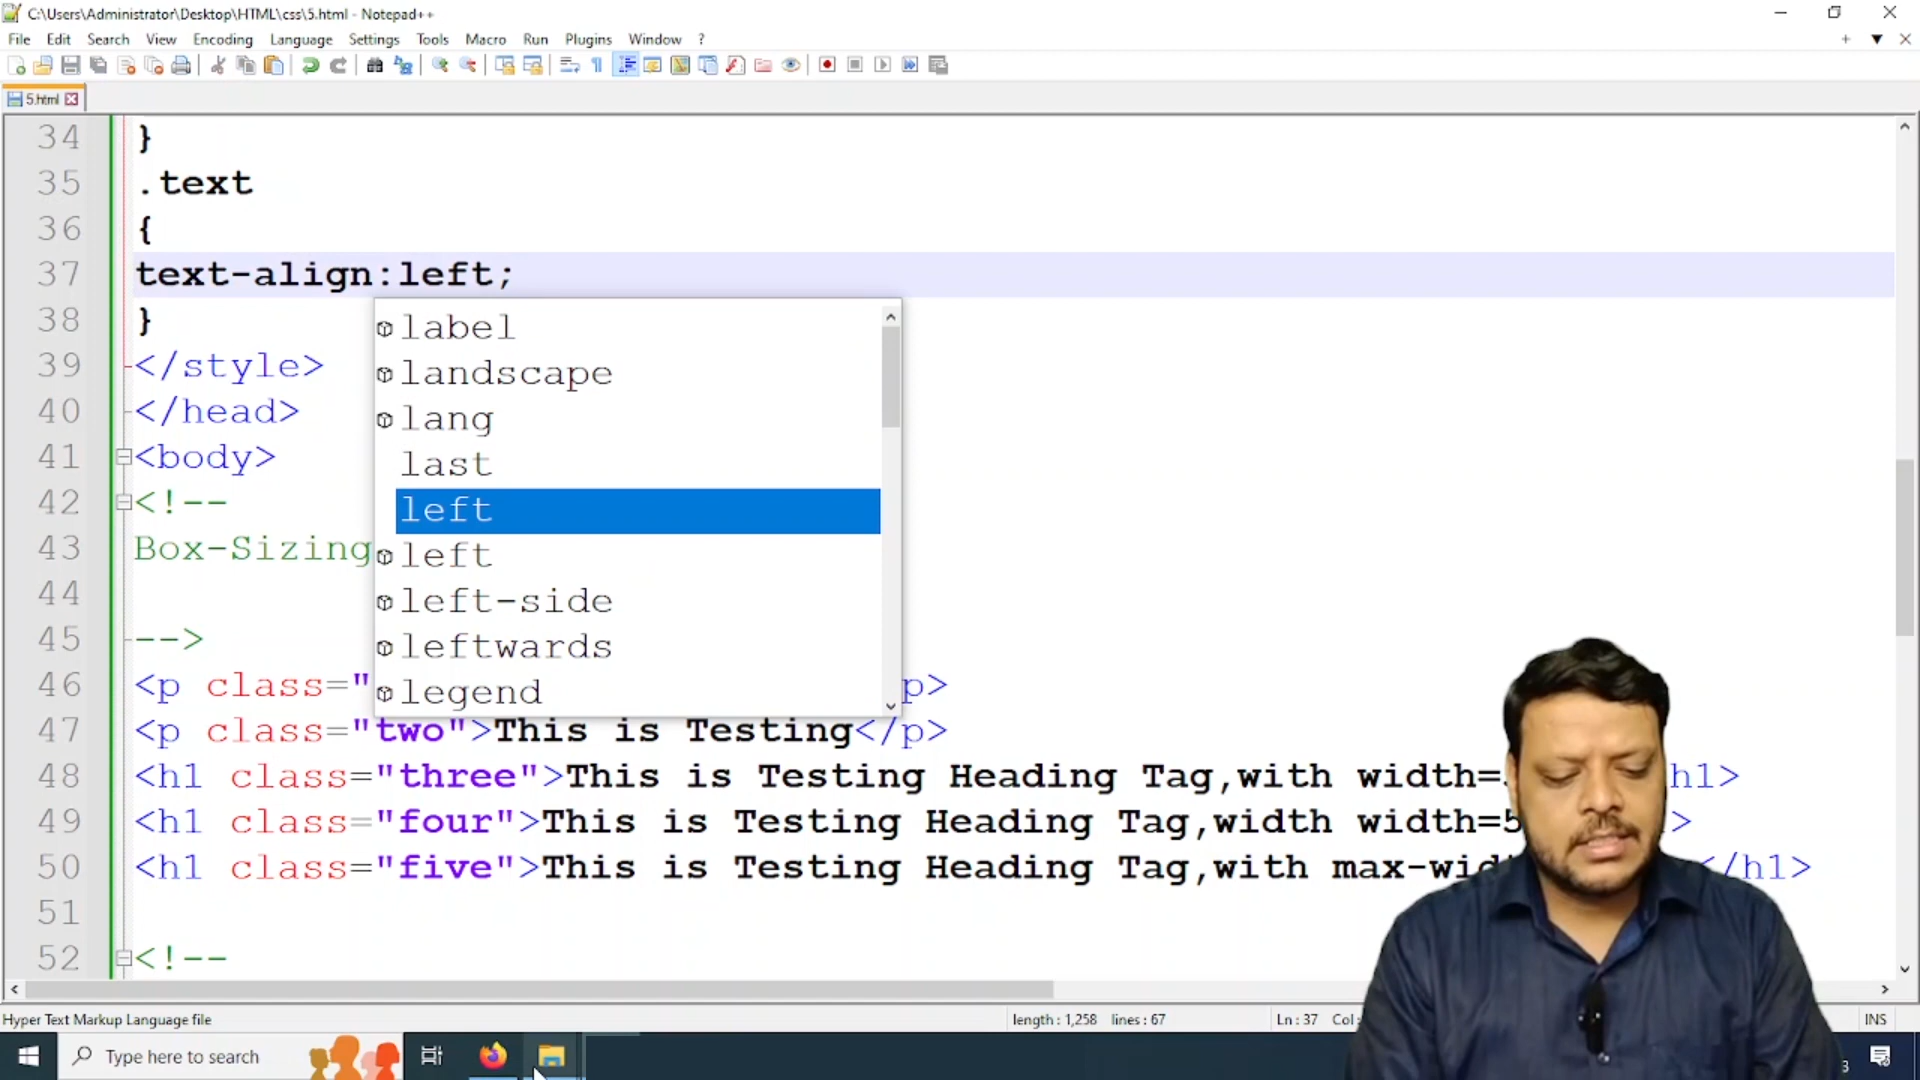 C:\Users\Administrator\Desktop\HTML\css\5.html - Notepad++
File Edit Search View Encoding Language Settings Tools Macro Run Plugins Window ?
5.html
34 }
35 .text
36 {
37 text-align:left;
38 }
39 </style>
40 </head>
41 <body>
42 <!--
43 Box-Sizing
44
45 -->
46 <p class=" p>
47 <p class="two">This is Testing</p>
48 <h1 class="three">This is Testing Heading Tag,with width= h1>
49 <h1 class="four">This is Testing Heading Tag,width width=5 >
50 <h1 class="five">This is Testing Heading Tag,with max-wid </h1>
51
52 <!--
label
landscape
lang
last
left
left
left-side
leftwards
legend
Hyper Text Markup Language file length : 1,258 lines : 67 Ln : 37 Col : INS
Type here to search